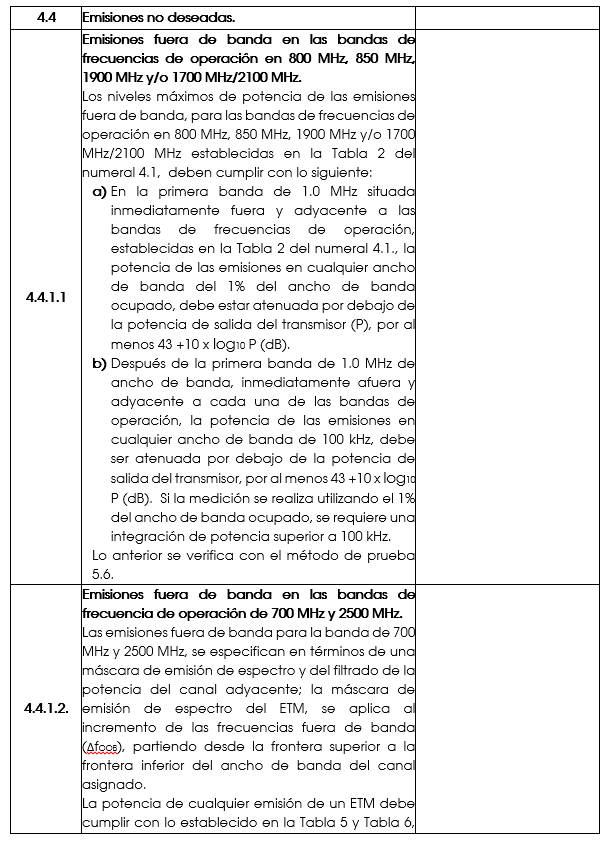 4.4 Emisiones no deseadas.
Emisiones fuera de banda en las bandas de
frecuencias de operación en 800 MHz, 850 MHz,
1900 MHz y/o 1700 MHz/2100 MHz.
Los niveles máximos de potencia de las emisiones
fuera de banda, para las bandas de frecuencias de
operación en 800 MHz, 850 MHz, 1900 MHz y/o 1700
MHz/2100 MHz establecidas en la Tabla 2 del
numeral 4.1, deben cumplir con lo siguiente:
a) En la primera banda de 1.0 MHz situada
inmediatamente fuera y adyacente a las
bandas de frecuencias de operación,
establecidas en la Tabla 2 del numeral 4.1., la
potencia de las emisiones en cualquier ancho
de banda del 1% del ancho de banda
4.4.1.1
ocupado, debe estar atenuada por debajo de
la potencia de salida del transmisor (P), por al
menos 43 +10 x log10 P (dB).
b) Después de la primera banda de 1.0 MHz de
ancho de banda, inmediatamente afuera y
adyacente a cada una de las bandas de
operación, la potencia de las emisiones en
cualquier ancho de banda de 100 kHz, debe
ser atenuada por debajo de la potencia de
salida del transmisor, por al menos 43 +10 x log10
P (dB). Si la medición se realiza utilizando el 1%
del ancho de banda ocupado, se requiere una
integración de potencia superior a 100 kHz.
Lo anterior se verifica con el método de prueba
5.6.
Emisiones fuera de banda en las bandas de
frecuencia de operación de 700 MHz y 2500 MHz.
Las emisiones fuera de banda para la banda de 700
MHz y 2500 MHz, se especifican en términos de una
máscara de emisión de espectro y del filtrado de la
potencia del canal adyacente; la máscara de
4.4.1.2. emisión de espectro del ETM, se aplica al
incremento de las frecuencias fuera de banda
(ΔfOOB), partiendo desde la frontera superior a la
frontera inferior del ancho de banda del canal
asignado.
La potencia de cualquier emisión de un ETM debe
cumplir con lo establecido en la Tabla 5 y Tabla 6,